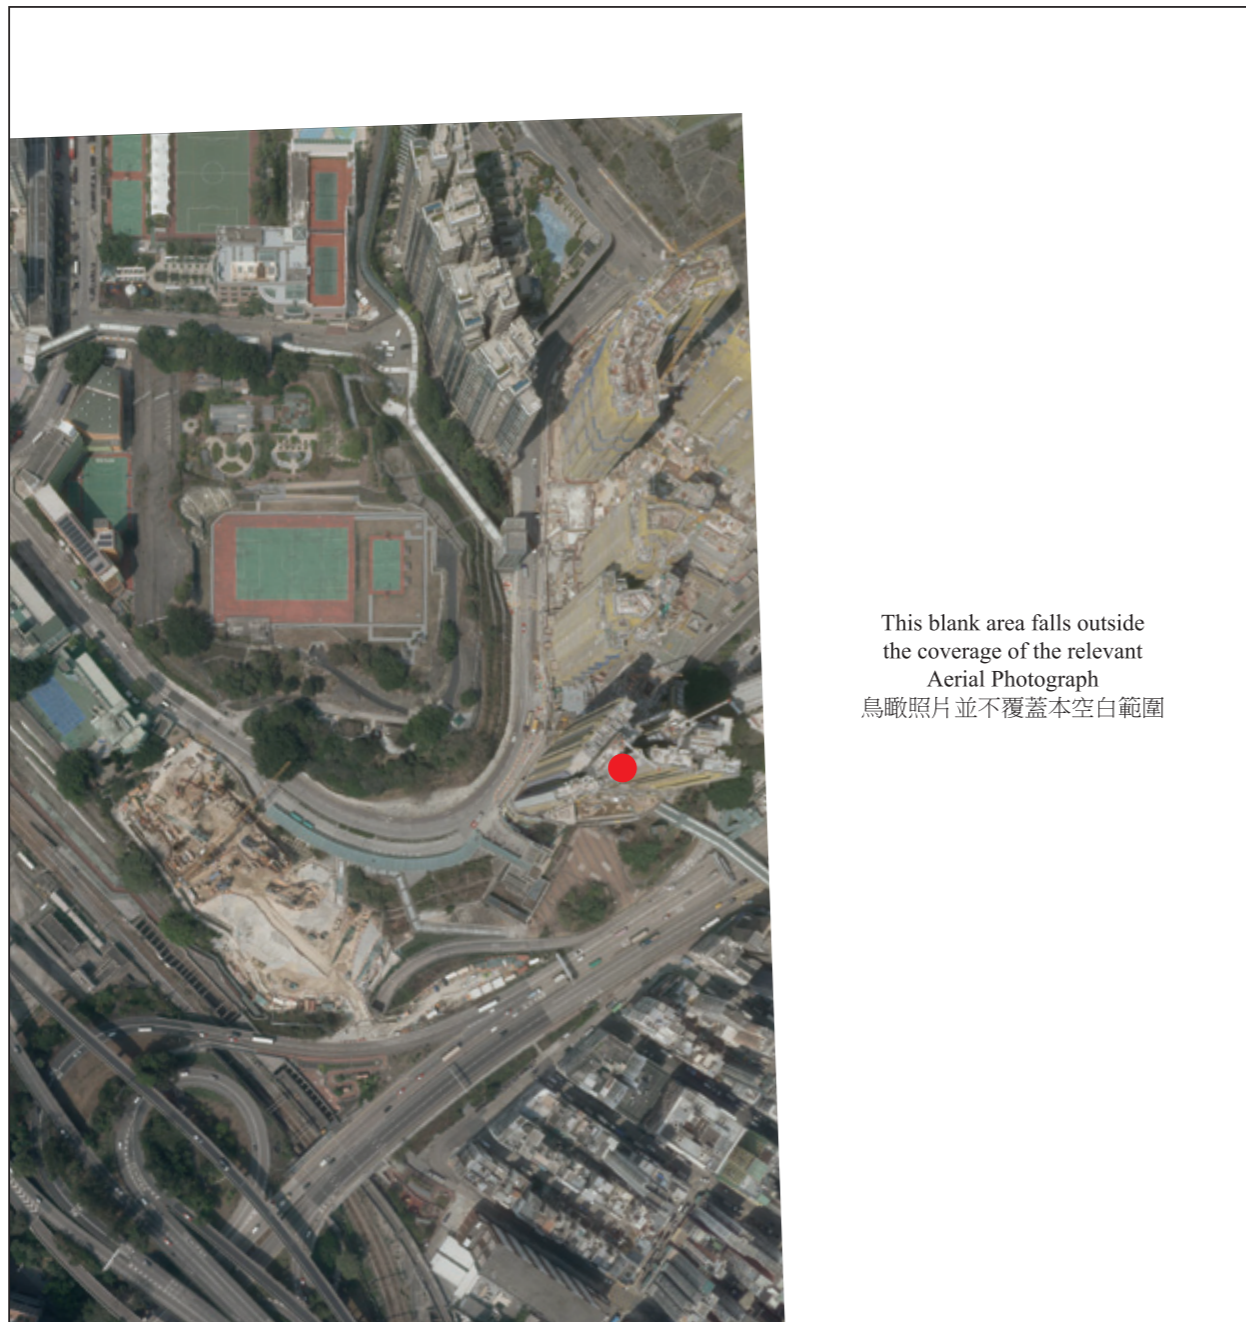 This blank area falls outside
the coverage of the relevant
Aerial Photograph
鳥瞰照片並不覆蓋本空白範圍